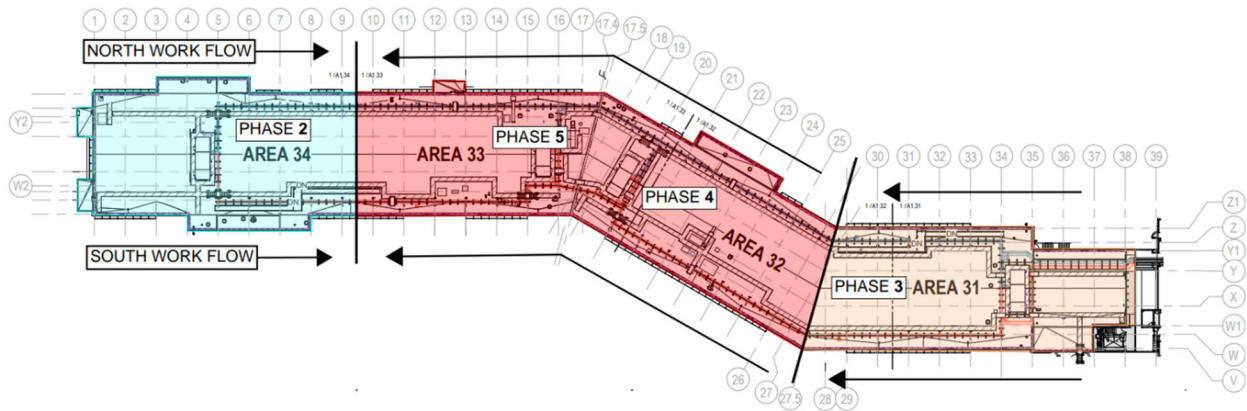 1 2 3 4 5 6 7 8 9 10 11 12 13 14 15 16 17 17.4 17.5 18 19 20 21 22 23 24 25
NORTH WORK FLOW
1/A1.34 1/A1.33
1/A1.33 1/A1.32
Y2
PHASE 2
PHASE 5
AREA 34
AREA 33
W2
DN
DN
PHASE 4
AREA 32
30 31 32 33 34 35 36 37 38 39
1/A1.32 1/A1.31
DN
DN
PHASE 3
AREA 31
Z1
Z
Y1
Y
X
W1
W
V
SOUTH WORK FLOW
26 27 27.5 28 29